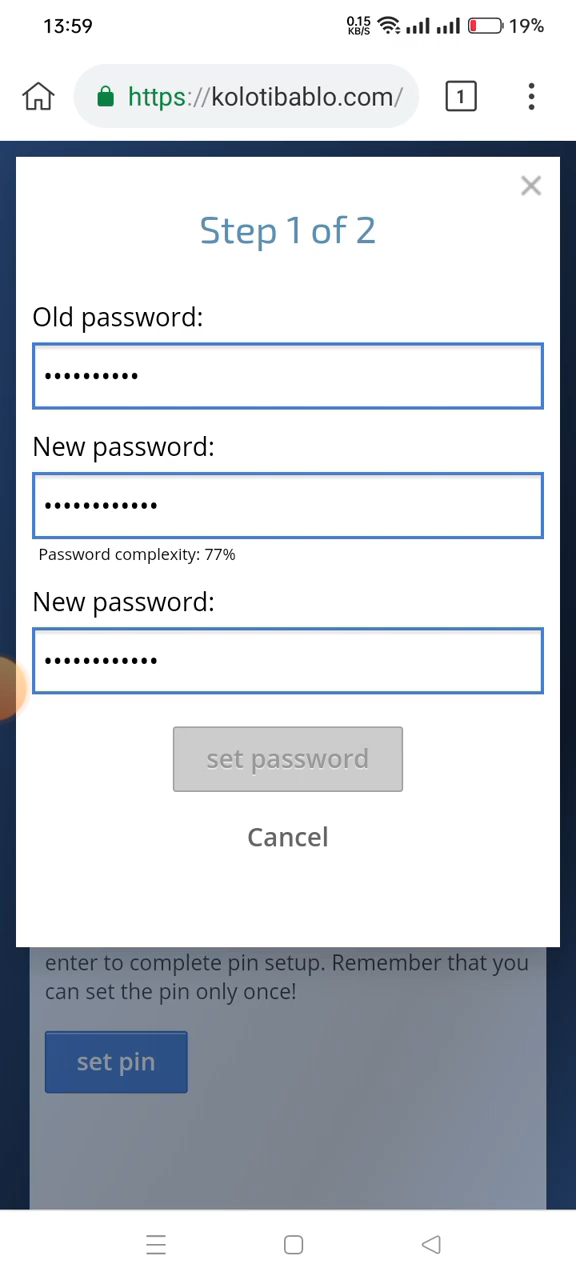 13:59
0.15
KB/S
19%
https://kolotibablo.com/
1
Step 1 of 2
Old password:
••••••••••
New password:
••••••••••••
Password complexity: 77%
New password:
••••••••••••
set password
Cancel
enter to complete pin setup. Remember that you
can set the pin only once!
set pin